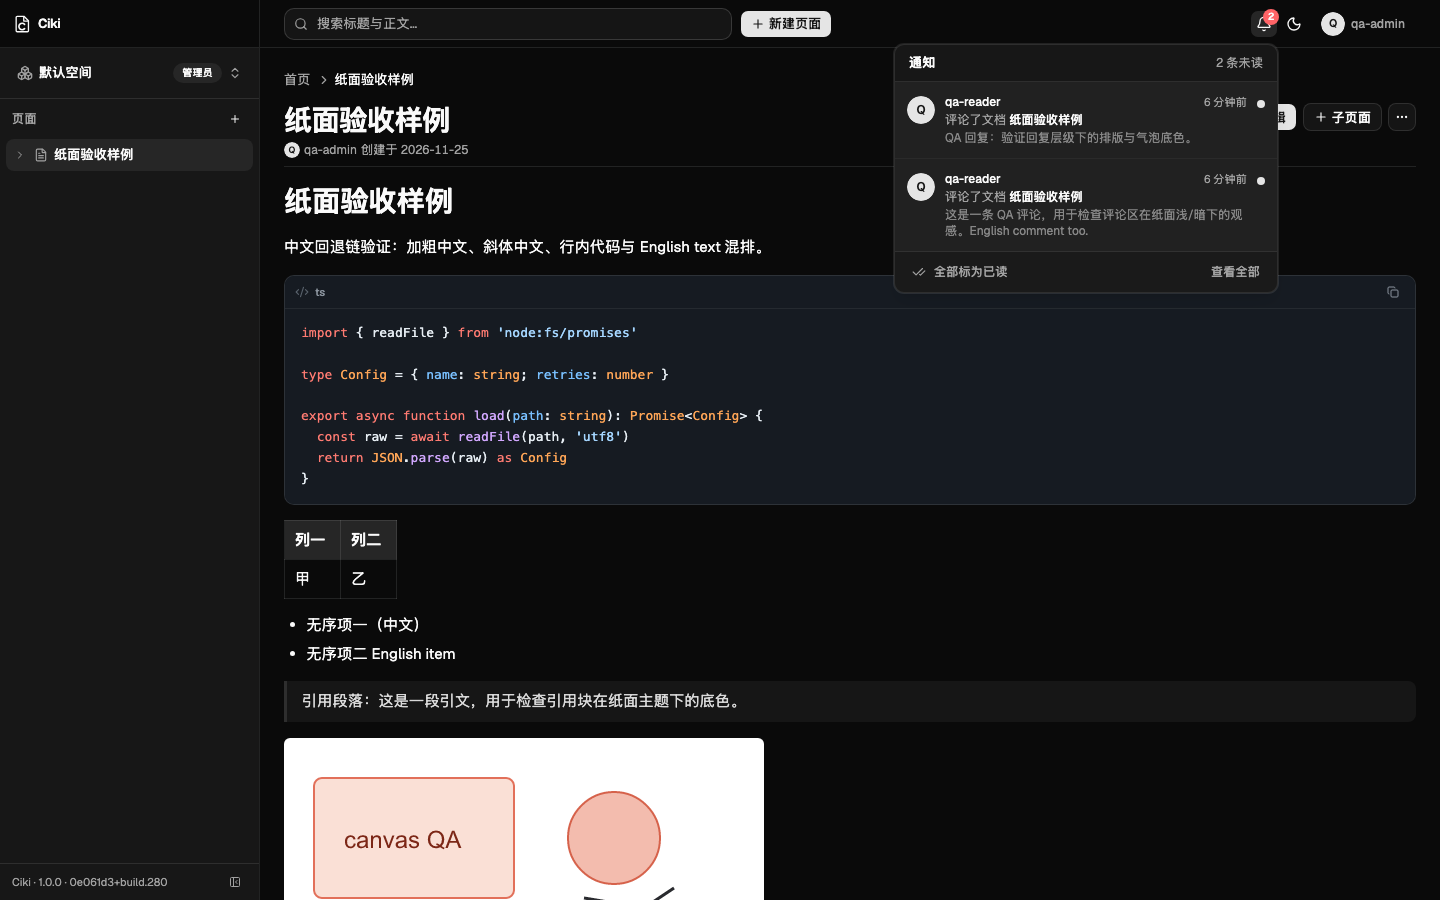 Ciki
搜索标题与正文...
新建页面
2
Q
qa-admin
默认空间
管理员
页面
纸面验收样例
首页
纸面验收样例
纸面验收样例
Q
qa-admin 创建于 2026-11-25
辑
子页面
通知
2 条未读
Q
qa-reader
6 分钟前
评论了文档 纸面验收样例
QA 回复：验证回复层级下的排版与气泡底色。
Q
qa-reader
6 分钟前
评论了文档 纸面验收样例
这是一条 QA 评论，用于检查评论区在纸面浅/暗下的观
感。English comment too.
全部标为已读
查看全部
纸面验收样例
中文回退链验证：加粗中文、斜体中文、行内代码与 English text 混排。
ts
import { readFile } from 'node:fs/promises'
type Config = { name: string; retries: number }
export async function load(path: string): Promise<Config> {
const raw = await readFile(path, 'utf8')
return JSON.parse(raw) as Config
}
列一
列二
甲
乙
无序项一（中文）
无序项二 English item
引用段落：这是一段引文，用于检查引用块在纸面主题下的底色。
canvas QA
Ciki · 1.0.0 · 0e061d3+build.280